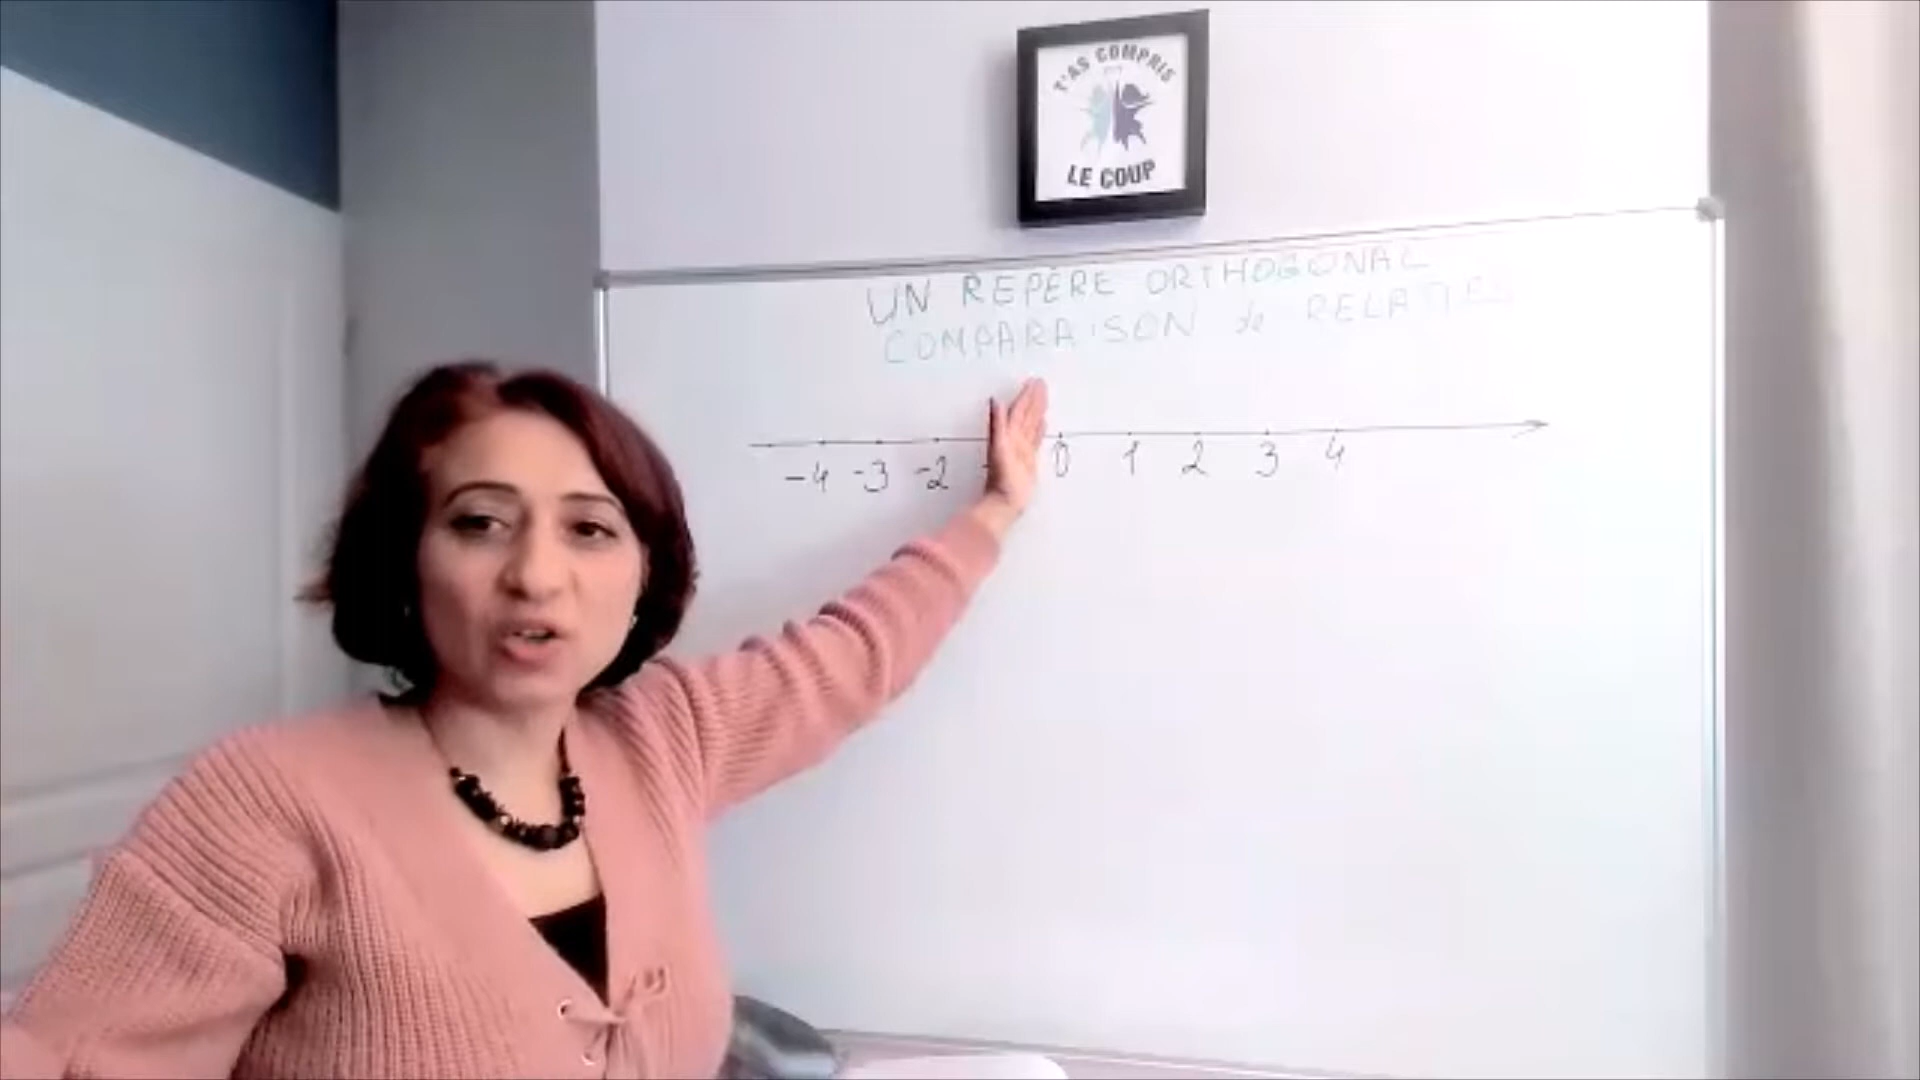 T'AS COMPRIS
LE COUP
UN REPÈRE ORTHOGONAL
COMPARAISON de RELATIFS
-4 -3 -2 0 1 2 3 4